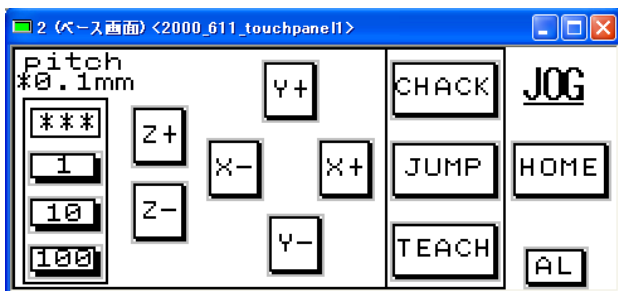 2 (ベース画面) <2000_611_touchpanel1>
pitch
*0.1mm
***
1
10
100
Z+
Z-
Y+
X-
X+
Y-
CHACK
JUMP
TEACH
JOG
HOME
AL